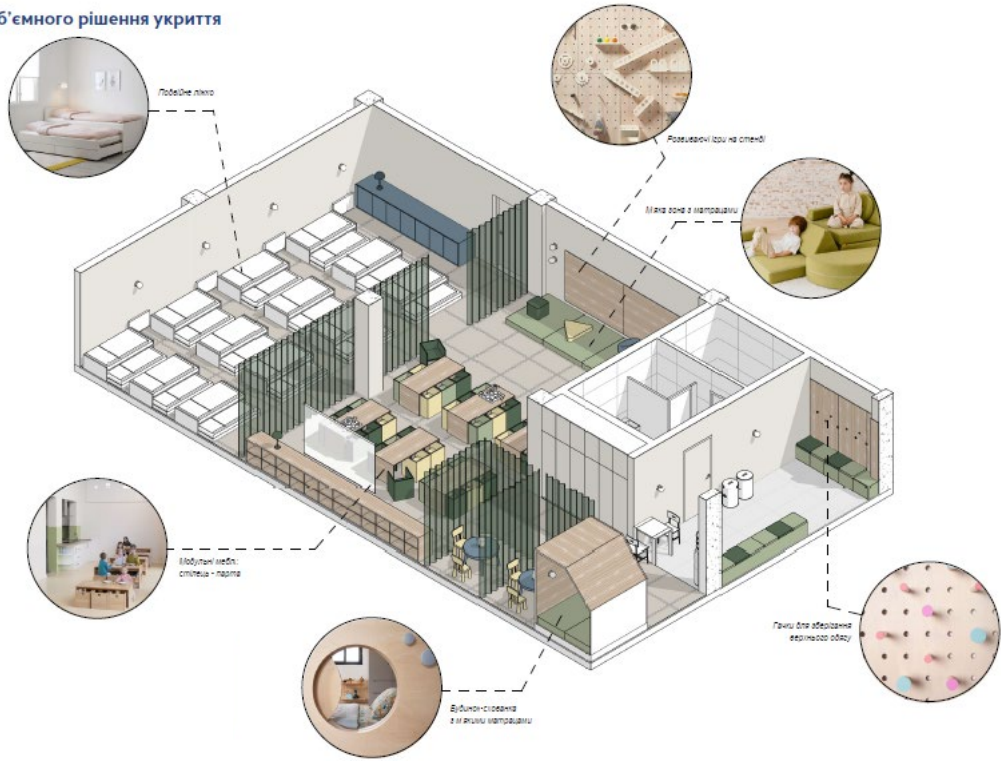 б'ємного рішення укриття
Подвійне ліжко
Розвиваючі ігри на стенді
Мяка зона з матрацами
Модульні меблі:
стілець - парта
Гачки для зберігання
верхнього одягу
Будинок-схованка
з м'якими матрацами